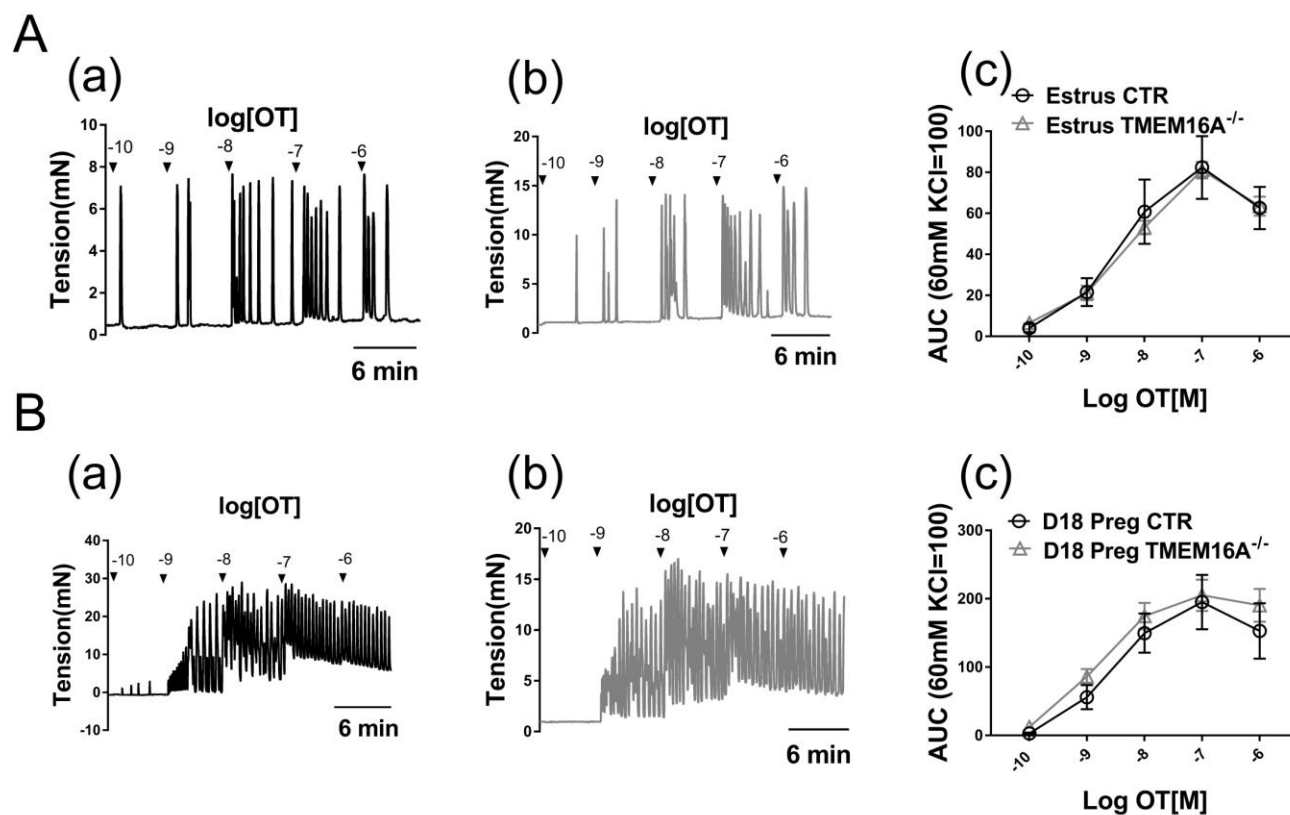 A
(a)
log[OT]
-10 -9 -8 -7 -6
10
8
6
4
2
0
Tension(mN)
6 min
(b)
log[OT]
-10 -9 -8 -7 -6
20
15
10
5
0
Tension(mN)
6 min
(c)
Estrus CTR
Estrus TMEM16A-/-
100
80
60
40
20
0
AUC (60mM KCl=100)
-10 -9 -8 -7 -6
Log OT[M]
B
(a)
log[OT]
-10 -9 -8 -7 -6
40
30
20
10
0
-10
Tension(mN)
6 min
(b)
log[OT]
-10 -9 -8 -7 -6
20
15
10
5
0
Tension(mN)
6 min
(c)
D18 Preg CTR
D18 Preg TMEM16A-/-
300
200
100
0
AUC (60mM KCl=100)
-10 -9 -8 -7 -6
Log OT[M]